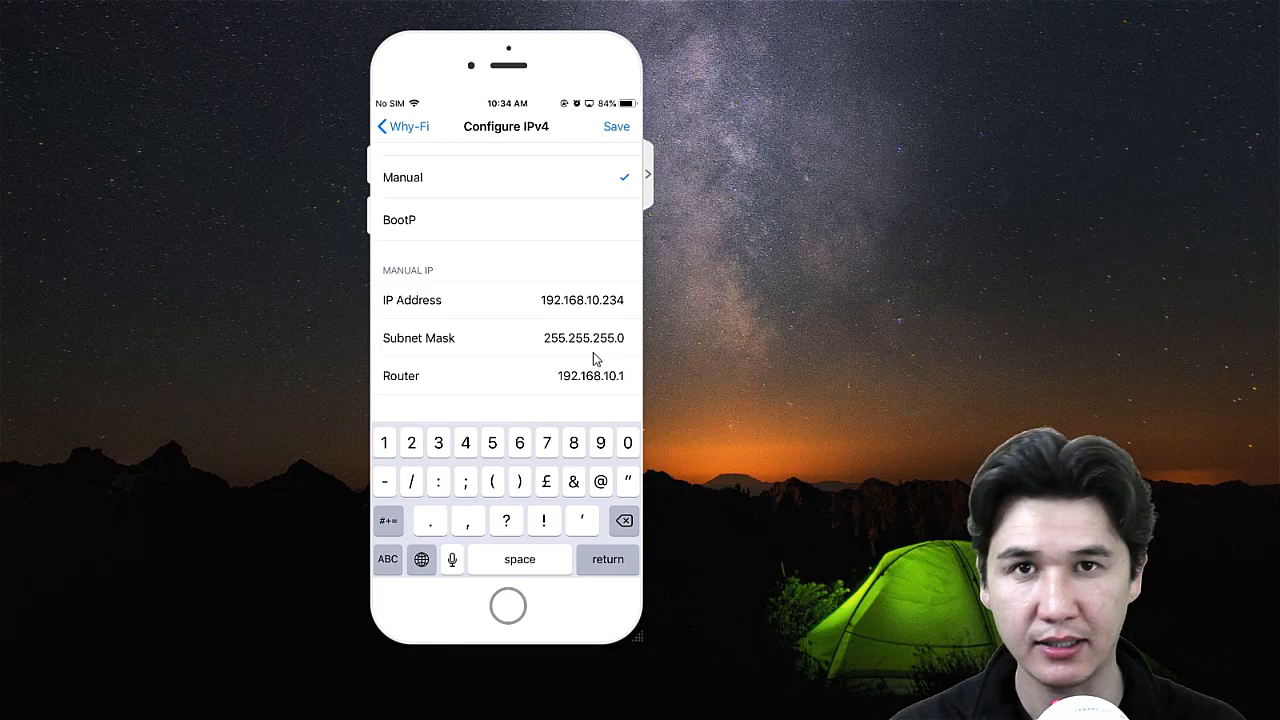 No SIM 10:34 AM 84%
Why-Fi Configure IPv4 Save
Manual
BootP
MANUAL IP
IP Address 192.168.10.234
Subnet Mask 255.255.255.0
Router 192.168.10.1
1 2 3 4 5 6 7 8 9 0
- / : ; ( ) £ & @ "
#+= . , ? ! '
ABC space return